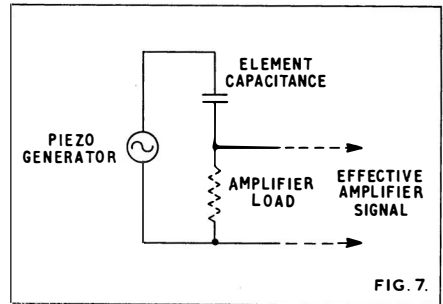 ELEMENT
CAPACITANCE
PIEZO
GENERATOR
AMPLIFIER
LOAD
EFFECTIVE
AMPLIFIER
SIGNAL
FIG. 7.